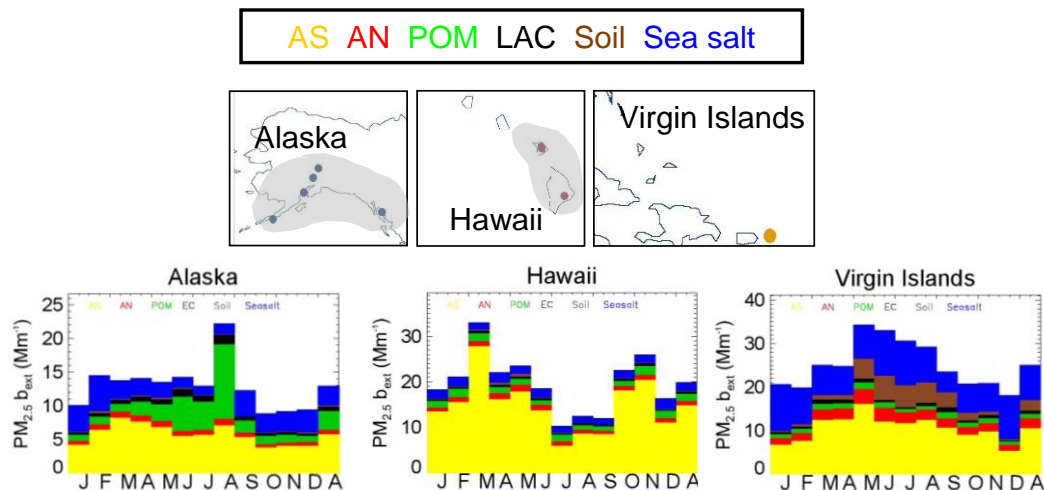 AS AN POM LAC Soil Sea salt
Alaska
Hawaii
Virgin Islands
Alaska
PM2.5 bext (Mm-1)
25
20
15
10
5
0
AS AN POM EC Soil Seasalt
J F M A M J J A S O N D A
Hawaii
PM2.5 bext (Mm-1)
30
20
10
0
AS AN POM EC Soil Seasalt
J F M A M J J A S O N D A
Virgin Islands
PM2.5 bext (Mm-1)
40
30
20
10
0
AS AN POM EC Soil Seasalt
J F M A M J J A S O N D A